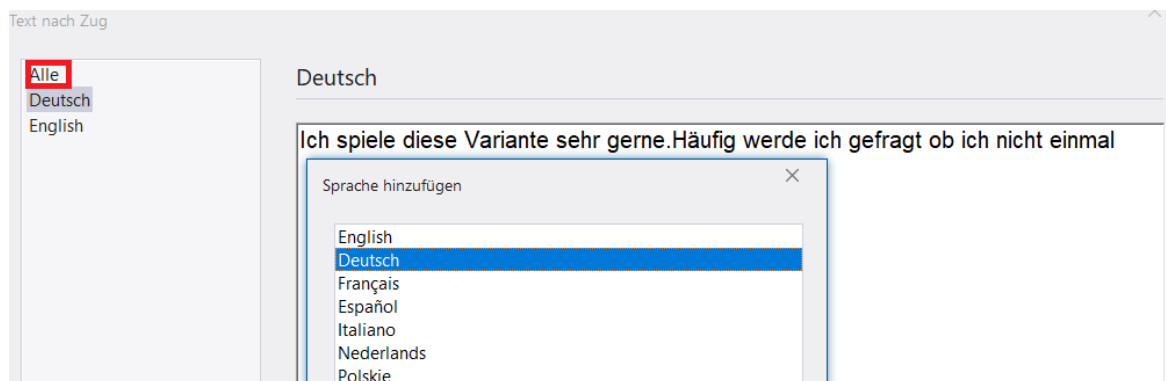 Text nach Zug
Alle
Deutsch
English
Deutsch
Ich spiele diese Variante sehr gerne.Häufig werde ich gefragt ob ich nicht einmal
Sprache hinzufügen
English
Deutsch
Français
Español
Italiano
Nederlands
Polskie